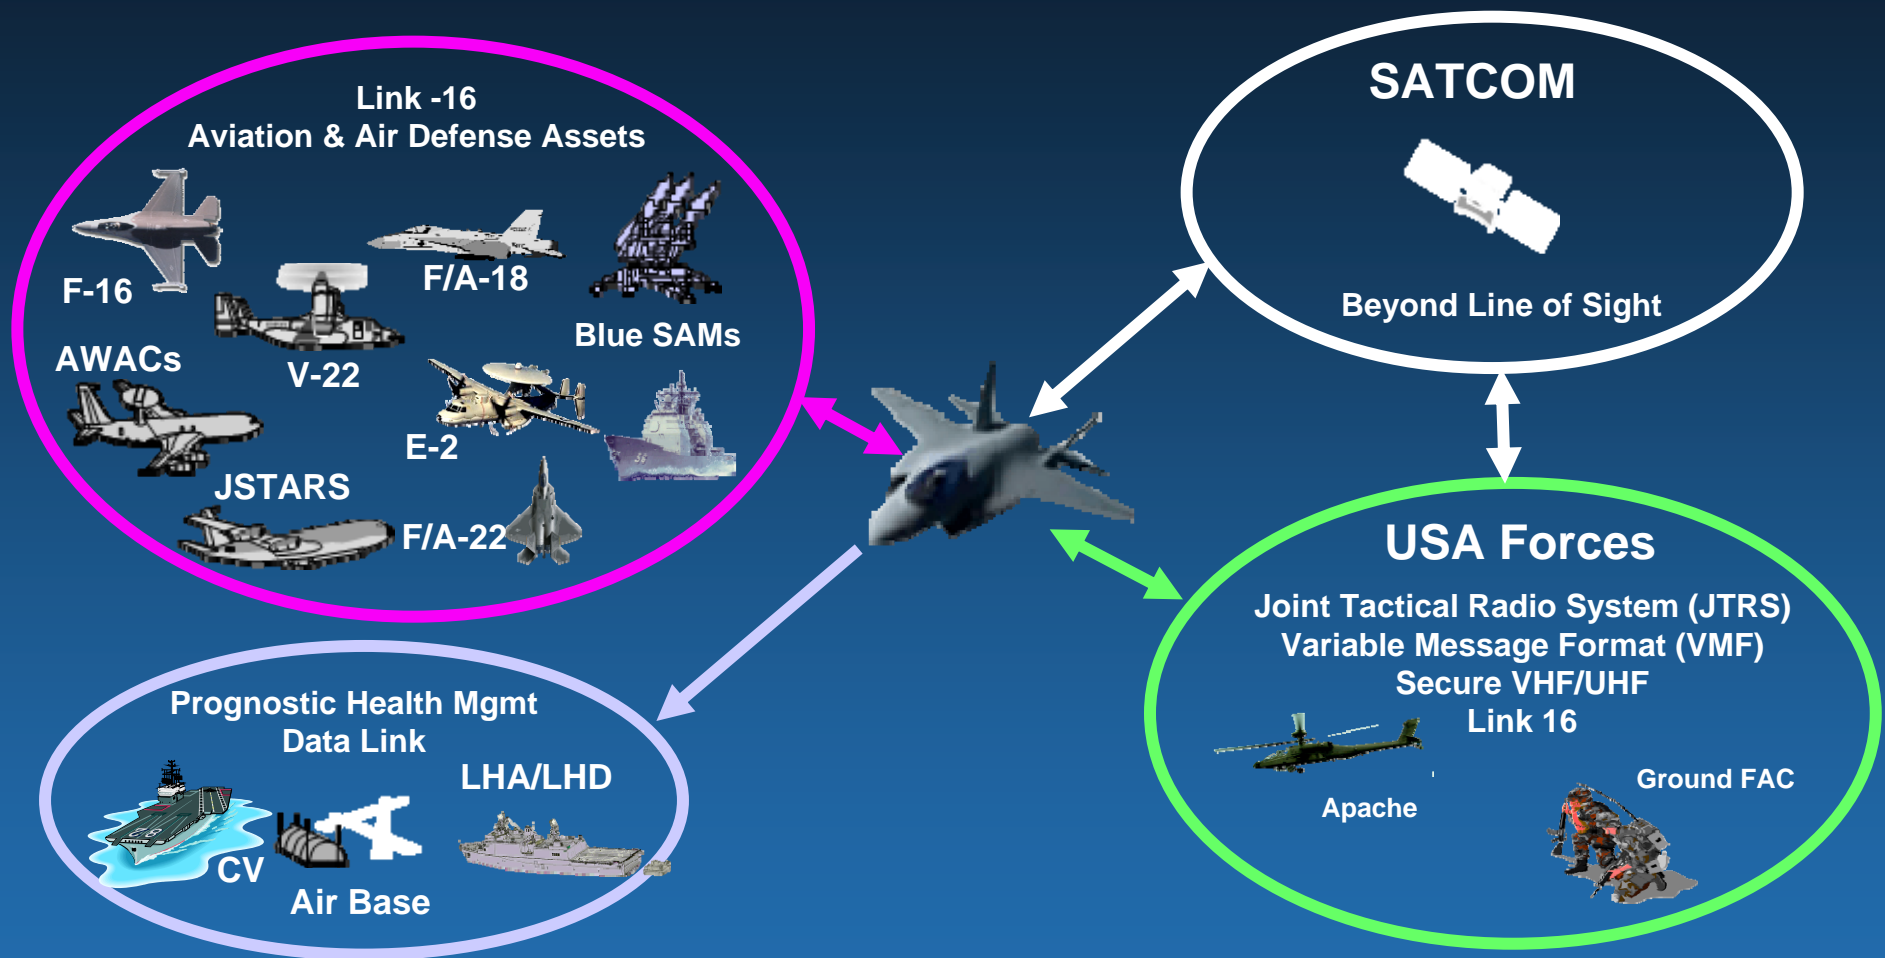 Link -16
Aviation & Air Defense Assets
F-16
F/A-18
V-22
Blue SAMs
AWACs
E-2
JSTARS
F/A-22
SATCOM
Beyond Line of Sight
USA Forces
Joint Tactical Radio System (JTRS)
Variable Message Format (VMF)
Secure VHF/UHF
Link 16
Apache
Ground FAC
Prognostic Health Mgmt
Data Link
LHA/LHD
CV
Air Base